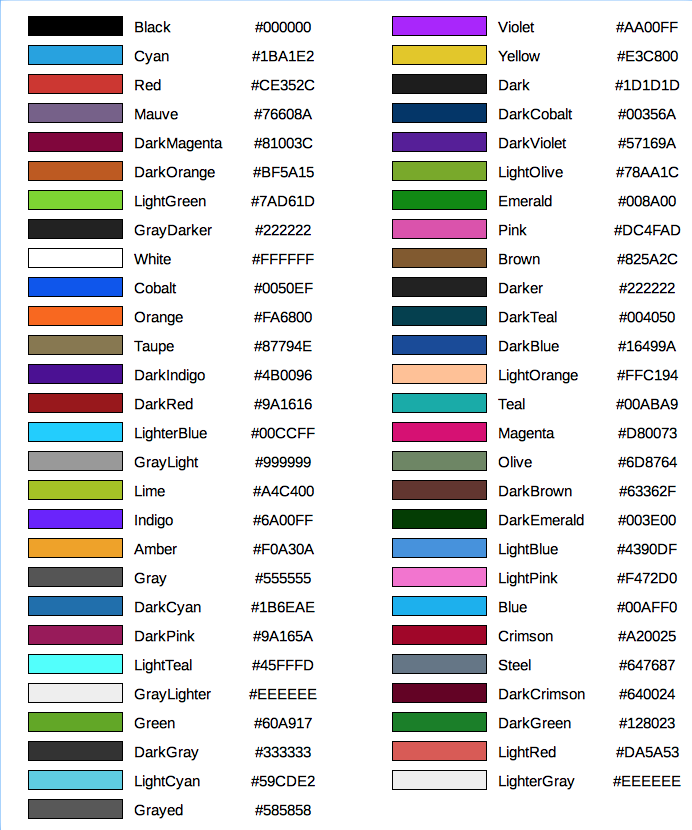 Black #000000 Violet #AA00FF
Cyan #1BA1E2 Yellow #E3C800
Red #CE352C Dark #1D1D1D
Mauve #76608A DarkCobalt #00356A
DarkMagenta #81003C DarkViolet #57169A
DarkOrange #BF5A15 LightOlive #78AA1C
LightGreen #7AD61D Emerald #008A00
GrayDarker #222222 Pink #DC4FAD
White #FFFFFF Brown #825A2C
Cobalt #0050EF Darker #222222
Orange #FA6800 DarkTeal #004050
Taupe #87794E DarkBlue #16499A
DarkIndigo #4B0096 LightOrange #FFC194
DarkRed #9A1616 Teal #00ABA9
LighterBlue #00CCFF Magenta #D80073
GrayLight #999999 Olive #6D8764
Lime #A4C400 DarkBrown #63362F
Indigo #6A00FF DarkEmerald #003E00
Amber #F0A30A LightBlue #4390DF
Gray #555555 LightPink #F472D0
DarkCyan #1B6EAE Blue #00AFF0
DarkPink #9A165A Crimson #A20025
LightTeal #45FFFD Steel #647687
GrayLighter #EEEEEE DarkCrimson #640024
Green #60A917 DarkGreen #128023
DarkGray #333333 LightRed #DA5A53
LightCyan #59CDE2 LighterGray #EEEEEE
Grayed #585858